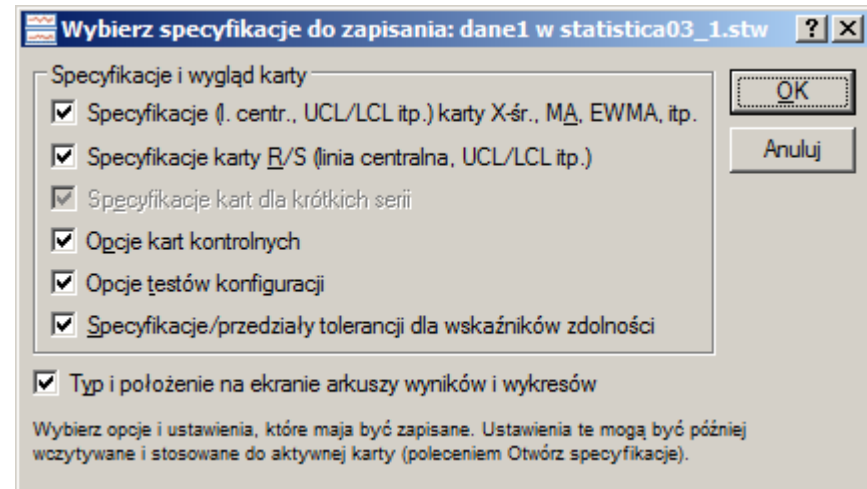 Wybierz specyfikacje do zapisania: dane1 w statistica03_1.stw
Specyfikacje i wygląd karty
Specyfikacje (l. centr., UCL/LCL itp.) karty X-śr., MA, EWMA, itp.
Specyfikacje karty R/S (linia centralna, UCL/LCL itp.)
Specyfikacje kart dla krótkich serii
Opcje kart kontrolnych
Opcje testów konfiguracji
Specyfikacje/przedziały tolerancji dla wskaźników zdolności
OK
Anuluj
Typ i położenie na ekranie arkuszy wyników i wykresów
Wybierz opcje i ustawienia, które maja być zapisane. Ustawienia te mogą być później
wczytywane i stosowane do aktywnej karty (poleceniem Otwórz specyfikacje).